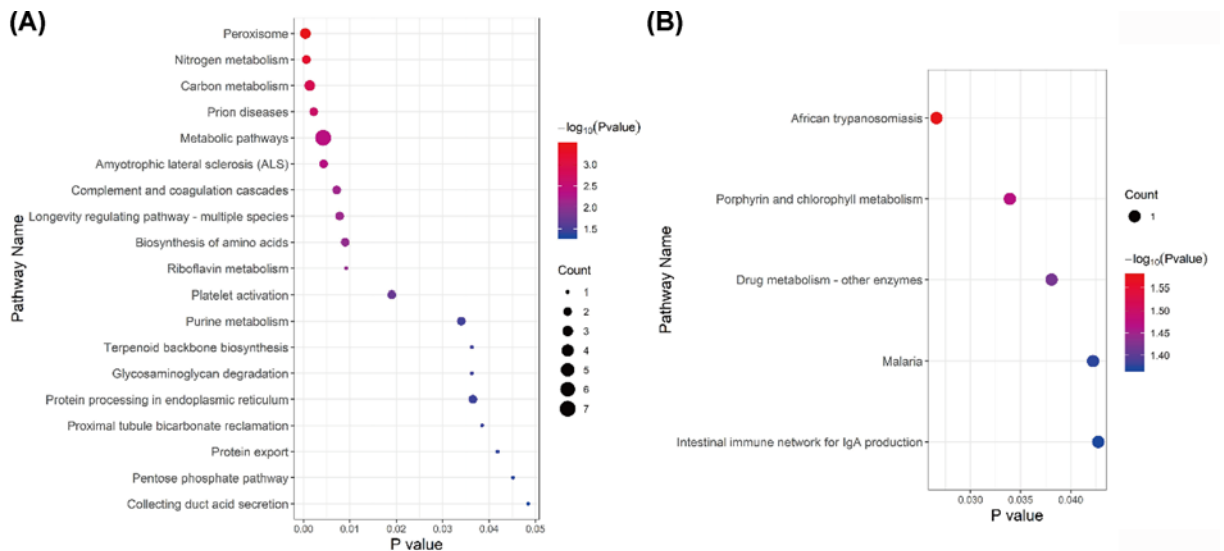 (A)
Pathway Name
Peroxisome
Nitrogen metabolism
Carbon metabolism
Prion diseases
Metabolic pathways
Amyotrophic lateral sclerosis (ALS)
Complement and coagulation cascades
Longevity regulating pathway - multiple species
Biosynthesis of amino acids
Riboflavin metabolism
Platelet activation
Purine metabolism
Terpenoid backbone biosynthesis
Glycosaminoglycan degradation
Protein processing in endoplasmic reticulum
Proximal tubule bicarbonate reclamation
Protein export
Pentose phosphate pathway
Collecting duct acid secretion
0.00 0.01 0.02 0.03 0.04 0.05
P value
−log₁₀(Pvalue)
3.0
2.5
2.0
1.5
Count
1
2
3
4
5
6
7
(B)
Pathway Name
African trypanosomiasis
Porphyrin and chlorophyll metabolism
Drug metabolism - other enzymes
Malaria
Intestinal immune network for IgA production
0.030 0.035 0.040
P value
Count
1
−log₁₀(Pvalue)
1.55
1.50
1.45
1.40